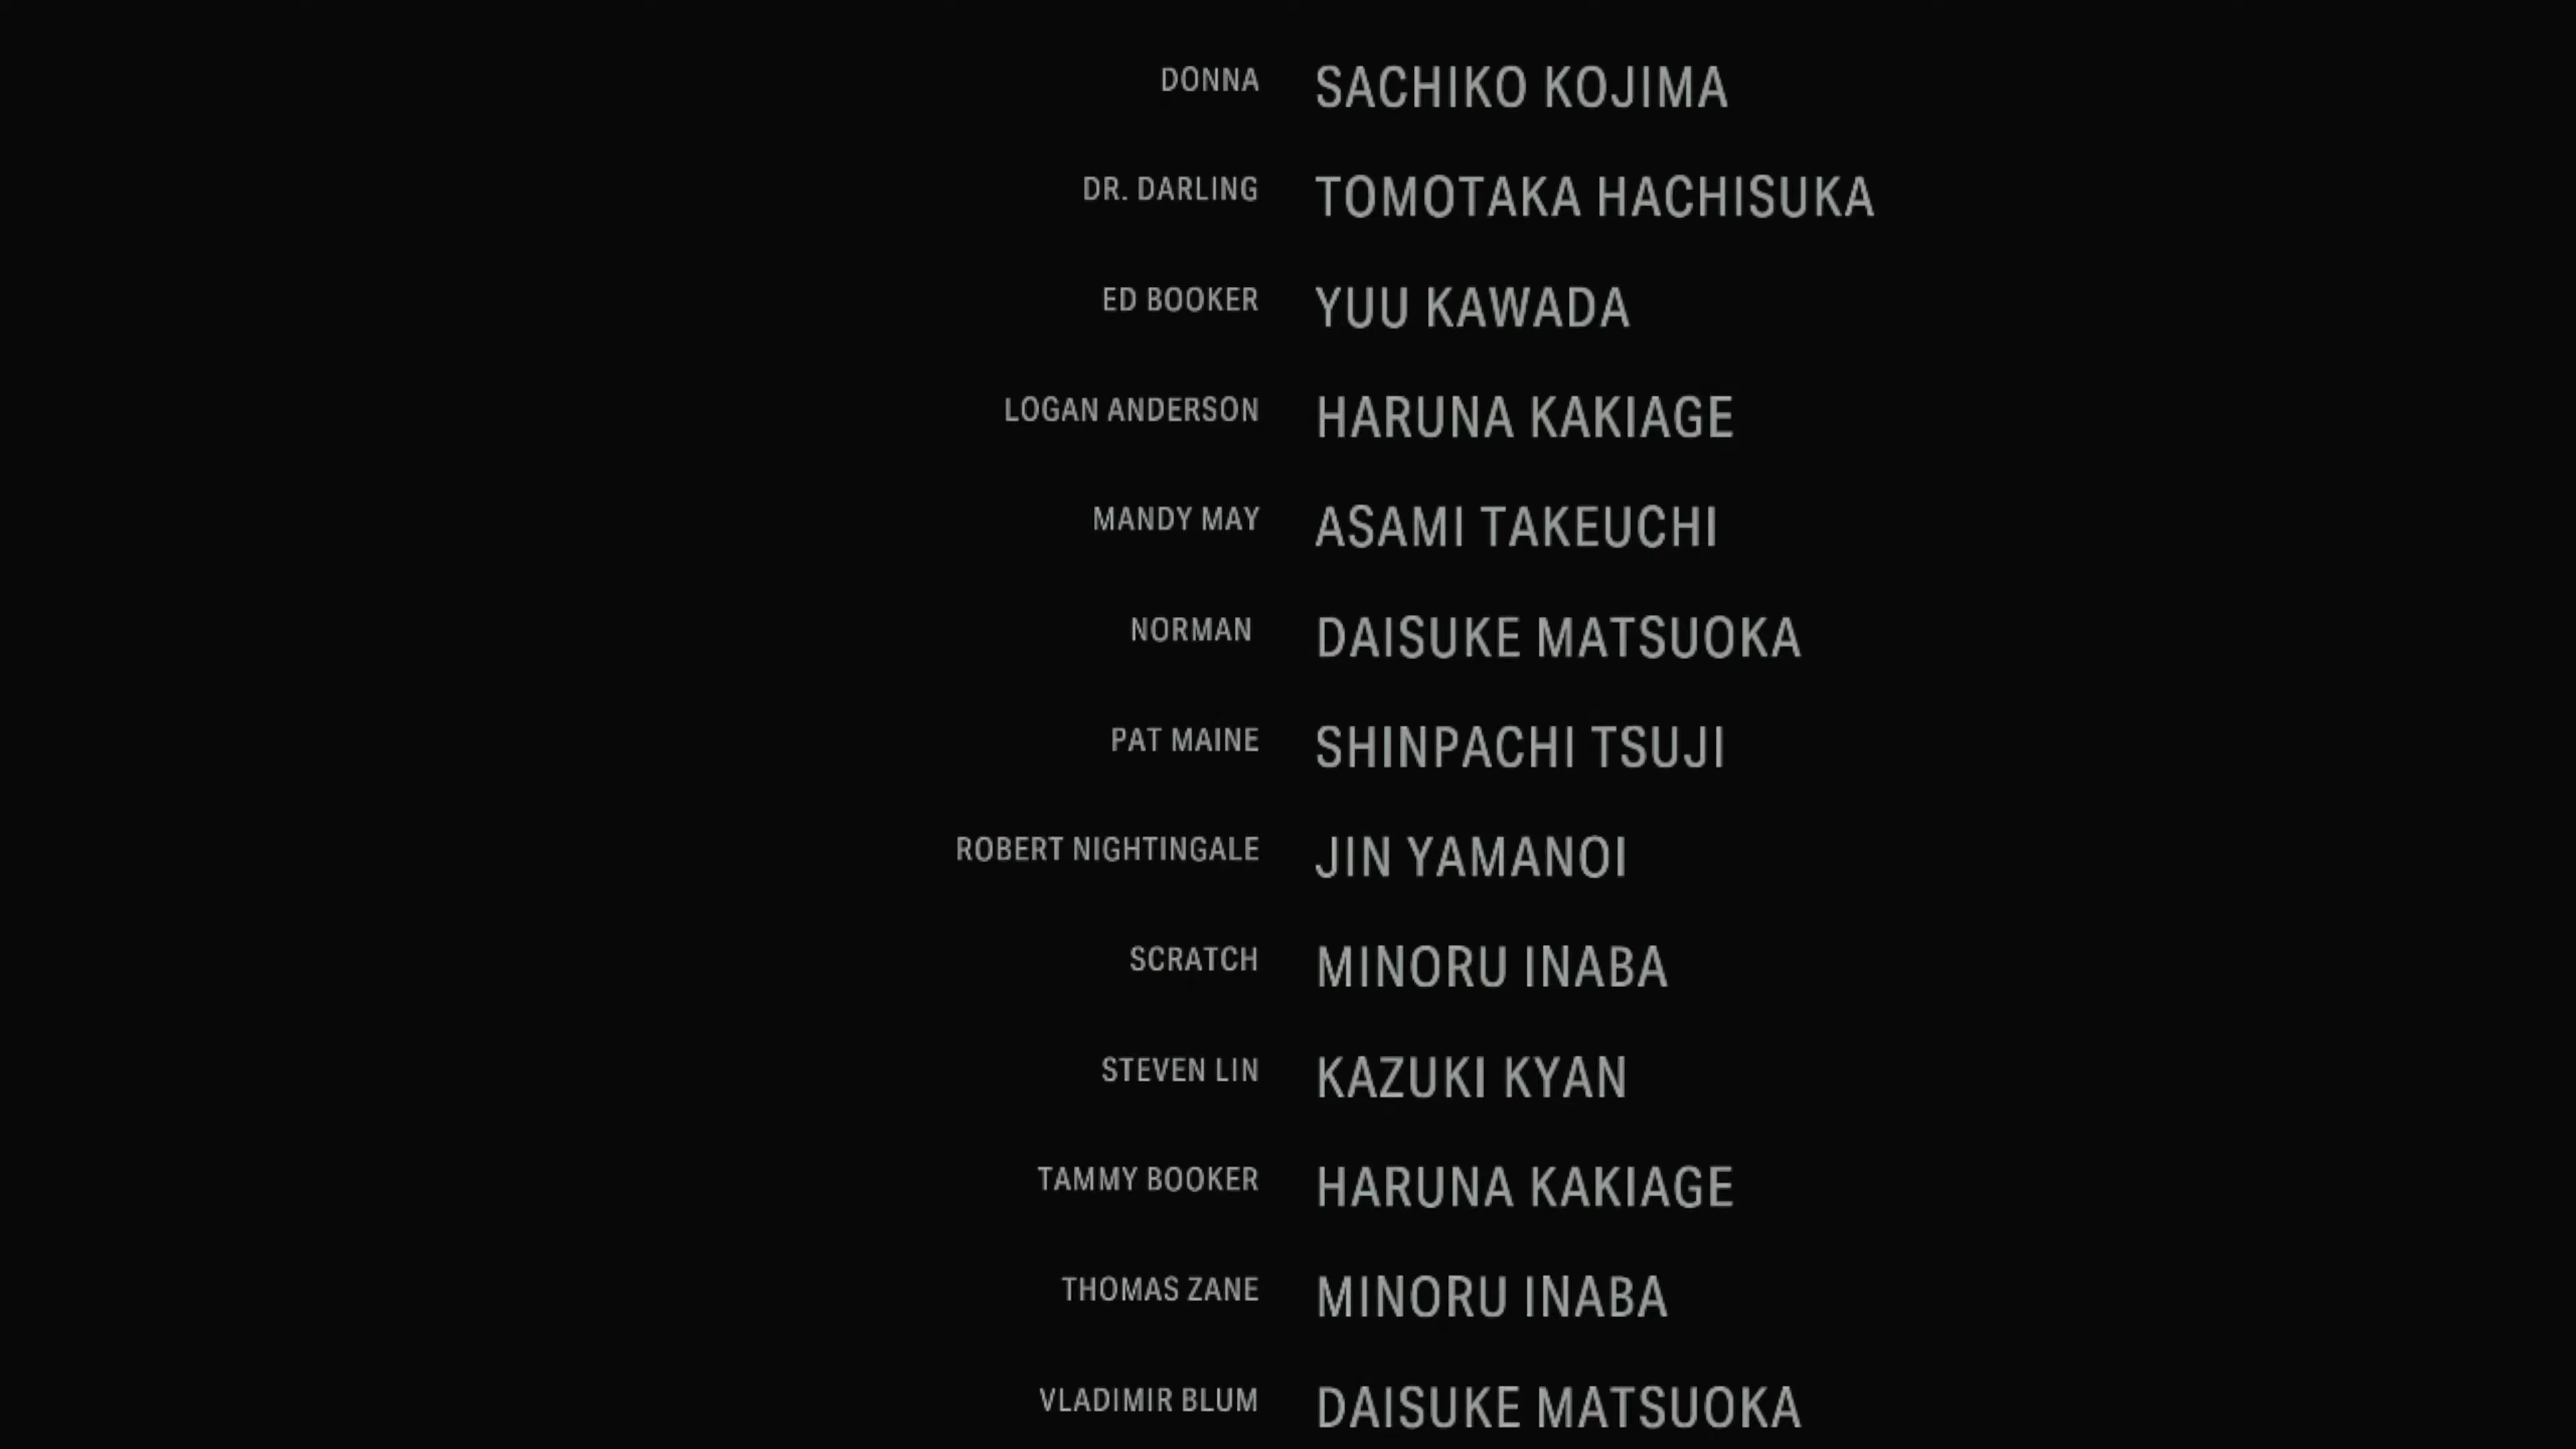 DONNA SACHIKO KOJIMA
DR. DARLING TOMOTAKA HACHISUKA
ED BOOKER YUU KAWADA
LOGAN ANDERSON HARUNA KAKIAGE
MANDY MAY ASAMI TAKEUCHI
NORMAN DAISUKE MATSUOKA
PAT MAINE SHINPACHI TSUJI
ROBERT NIGHTINGALE JIN YAMANOI
SCRATCH MINORU INABA
STEVEN LIN KAZUKI KYAN
TAMMY BOOKER HARUNA KAKIAGE
THOMAS ZANE MINORU INABA
VLADIMIR BLUM DAISUKE MATSUOKA